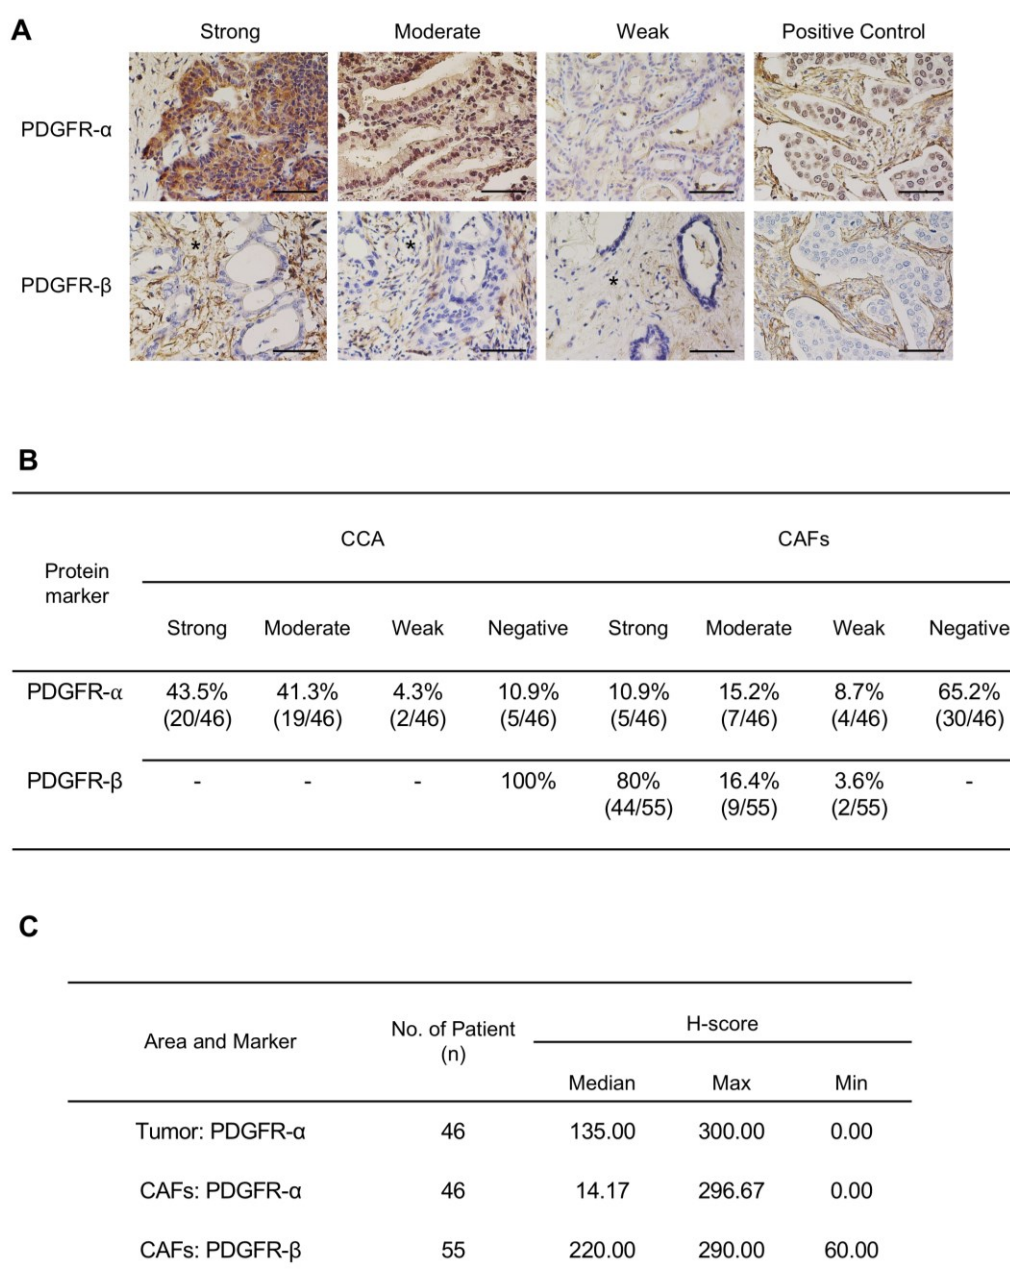 A
Strong Moderate Weak Positive Control
PDGFR-α
PDGFR-β
*
*
*
B
Protein marker
CCA CAFs
Strong Moderate Weak Negative Strong Moderate Weak Negative
PDGFR-α 43.5% 41.3% 4.3% 10.9% 10.9% 15.2% 8.7% 65.2%
(20/46) (19/46) (2/46) (5/46) (5/46) (7/46) (4/46) (30/46)
PDGFR-β - - - 100% 80% 16.4% 3.6% -
(44/55) (9/55) (2/55)
C
Area and Marker No. of Patient (n) H-score
Median Max Min
Tumor: PDGFR-α 46 135.00 300.00 0.00
CAFs: PDGFR-α 46 14.17 296.67 0.00
CAFs: PDGFR-β 55 220.00 290.00 60.00